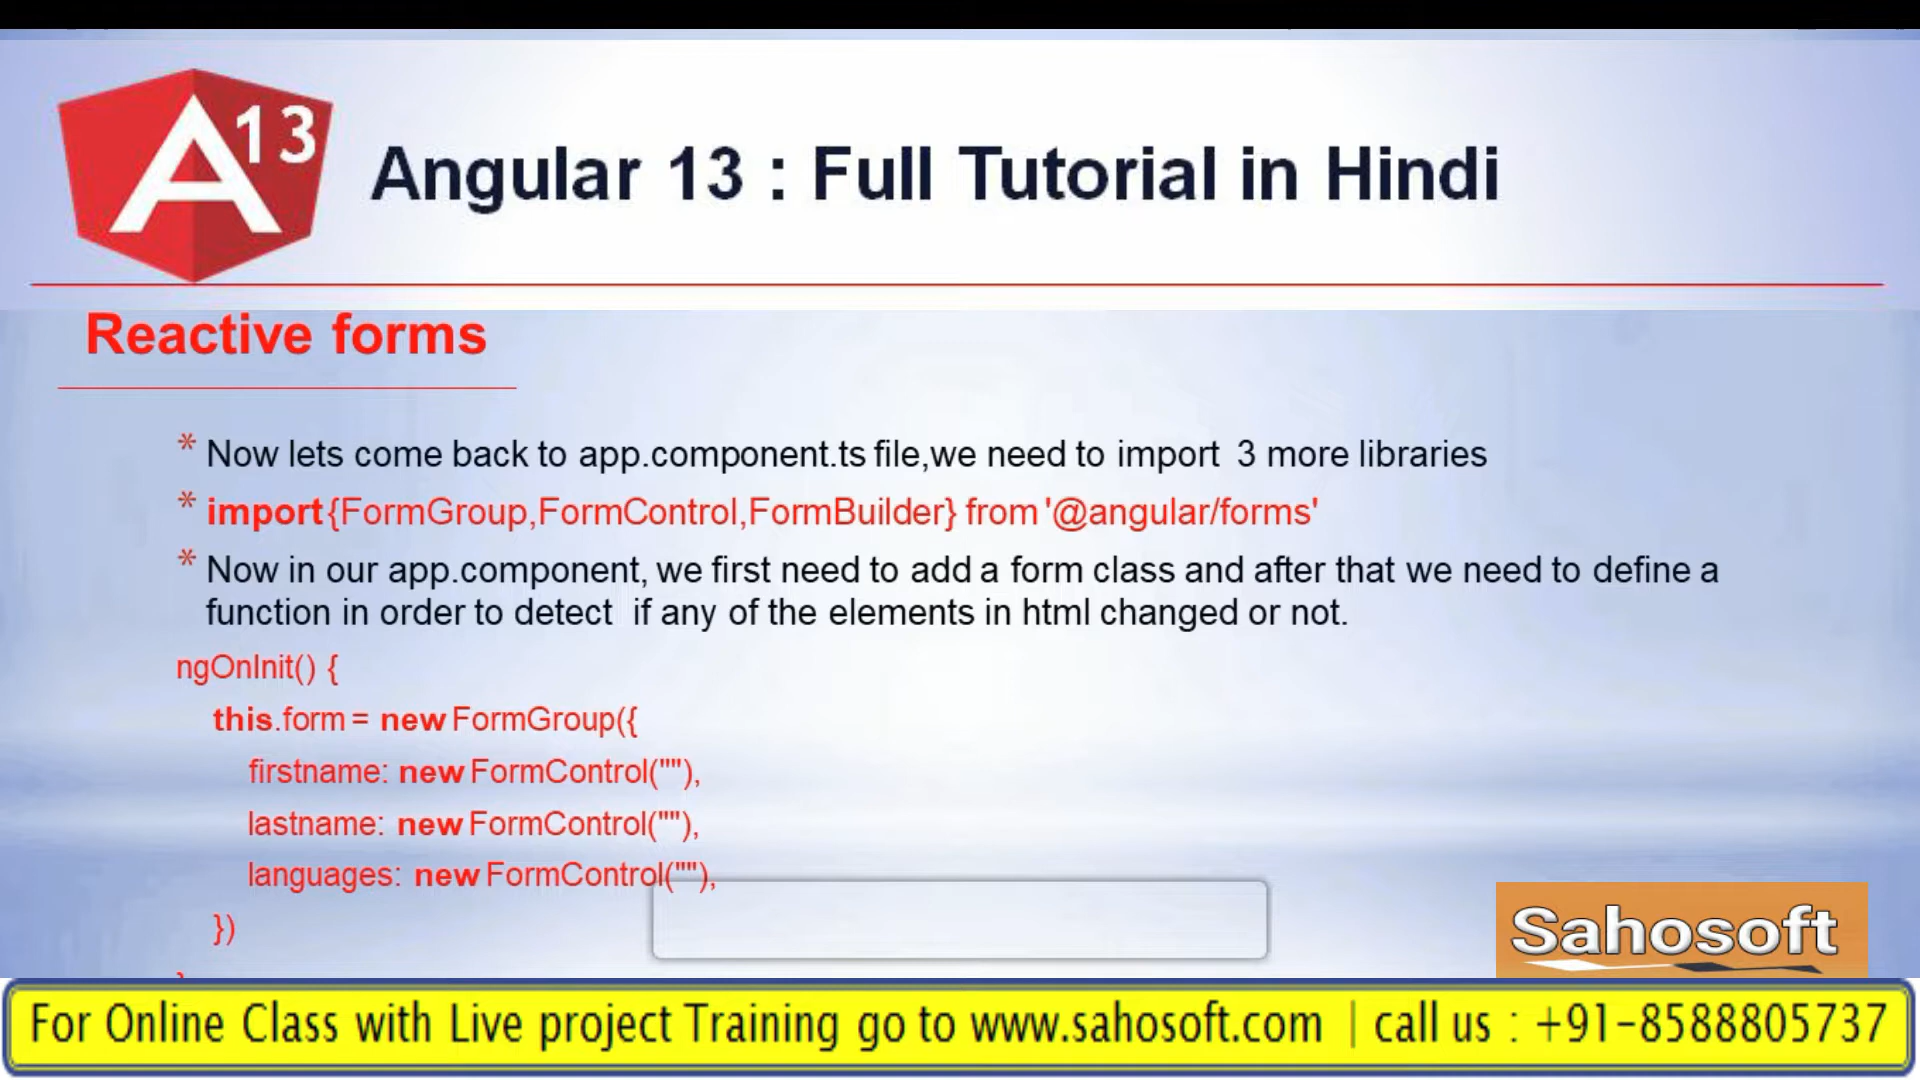 A13
Angular 13 : Full Tutorial in Hindi
Reactive forms
* Now lets come back to app.component.ts file,we need to import 3 more libraries
* import{FormGroup,FormControl,FormBuilder} from '@angular/forms'
* Now in our app.component, we first need to add a form class and after that we need to define a
function in order to detect if any of the elements in html changed or not.
ngOnInit() {
this.form = new FormGroup({
firstname: new FormControl(""),
lastname: new FormControl(""),
languages: new FormControl(""),
})
Sahosoft
For Online Class with Live project Training go to www.sahosoft.com | call us : +91-8588805737